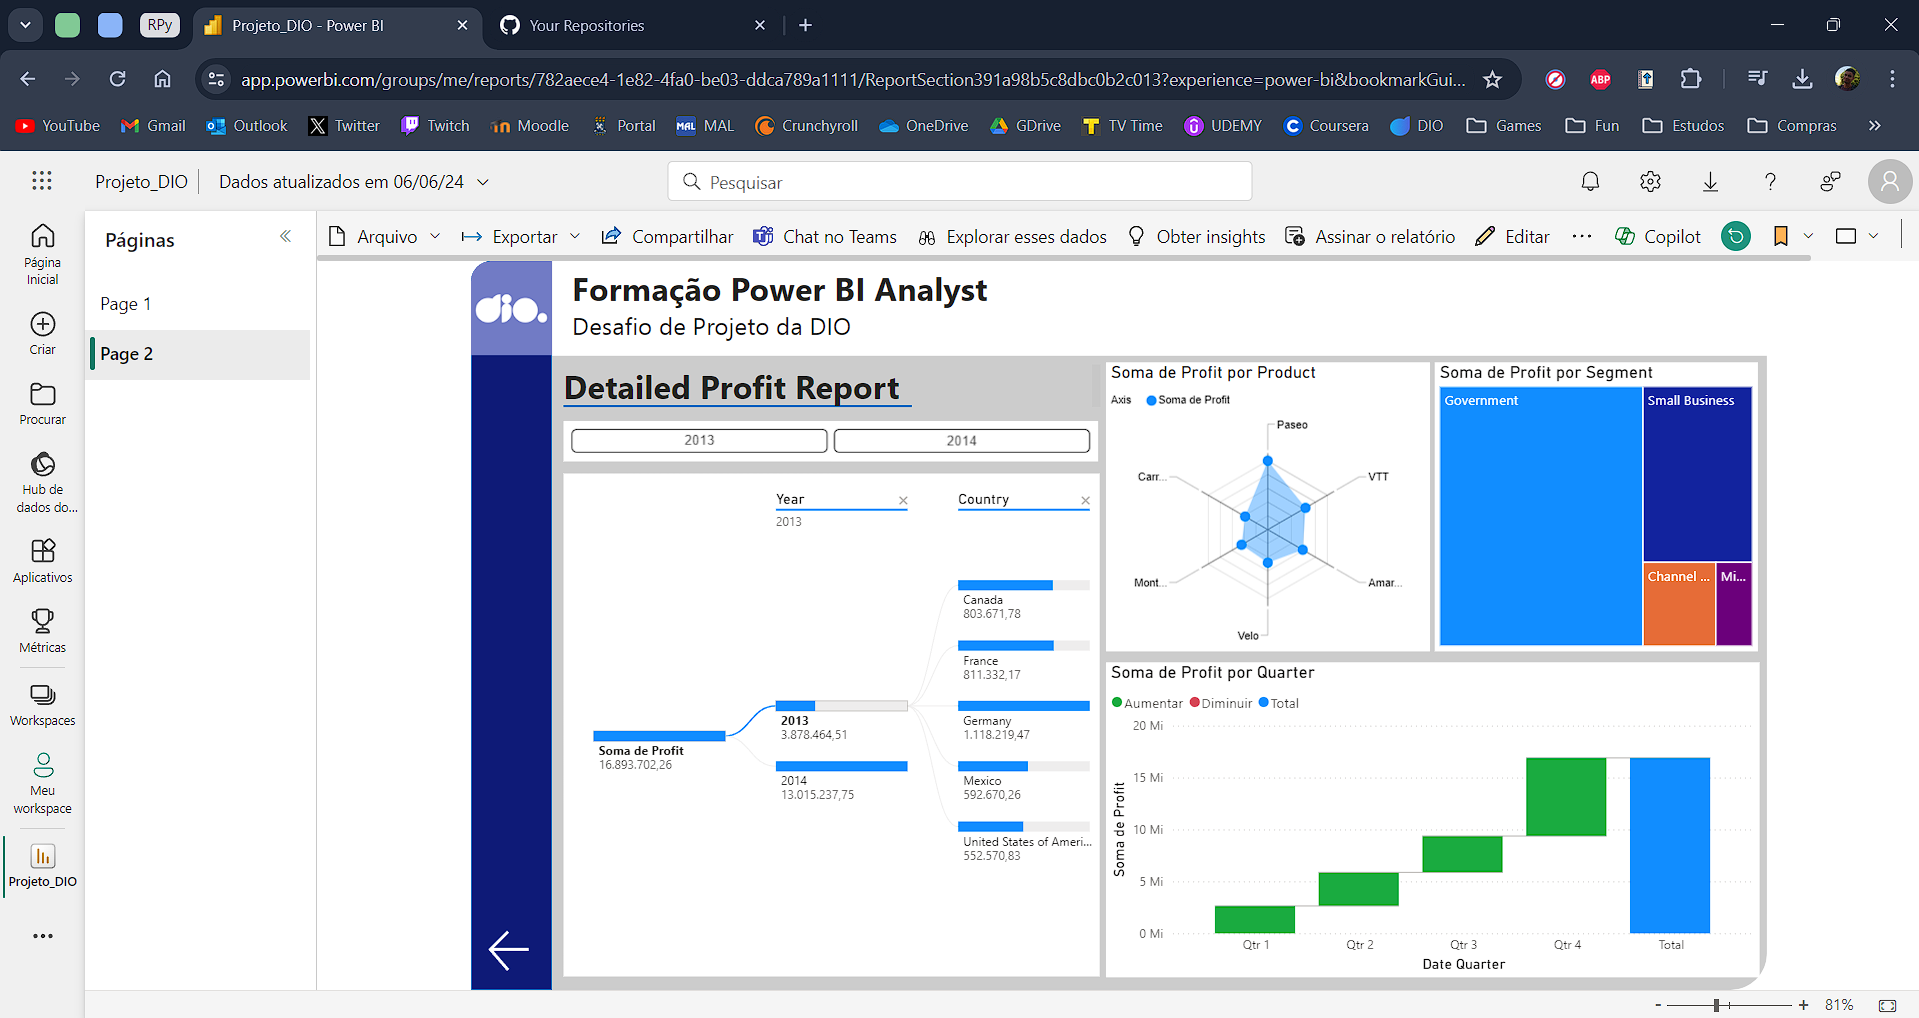 RPy
Projeto_DIO - Power BI
Your Repositories
app.powerbi.com/groups/me/reports/782aece4-1e82-4fa0-be03-ddca789a1111/ReportSection391a98b5c8dbc0b2c013?experience=power-bi&bookmarkGui...
ABP
YouTube
Gmail
Outlook
Twitter
Twitch
Moodle
Portal
MAL
MAL
Crunchyroll
OneDrive
GDrive
TV Time
UDEMY
Coursera
DIO
Games
Fun
Estudos
Compras
Projeto_DIO
Dados atualizados em 06/06/24
Pesquisar
Páginas
Page 1
Page 2
Página
Inicial
Criar
Procurar
Hub de
dados do...
Aplicativos
Métricas
Workspaces
Meu
workspace
Projeto_DIO
Arquivo
Exportar
Compartilhar
Chat no Teams
Explorar esses dados
Obter insights
Assinar o relatório
Editar
Copilot
dio.
Formação Power BI Analyst
Desafio de Projeto da DIO
Detailed Profit Report
2013
2014
Year
2013
Country
Soma de Profit
16.893.702,26
2013
3.878.464,51
2014
13.015.237,75
Canada
803.671,78
France
811.332,17
Germany
1.118.219,47
Mexico
592.670,26
United States of Ameri...
552.570,83
Soma de Profit por Product
Axis
Soma de Profit
Paseo
VTT
Amar...
Velo
Mont...
Carr...
Soma de Profit por Segment
Government
Small Business
Channel ...
Mi...
Soma de Profit por Quarter
Aumentar
Diminuir
Total
Soma de Profit
20 Mi
15 Mi
10 Mi
5 Mi
0 Mi
Qtr 1
Qtr 2
Qtr 3
Qtr 4
Total
Date Quarter
- + 81%